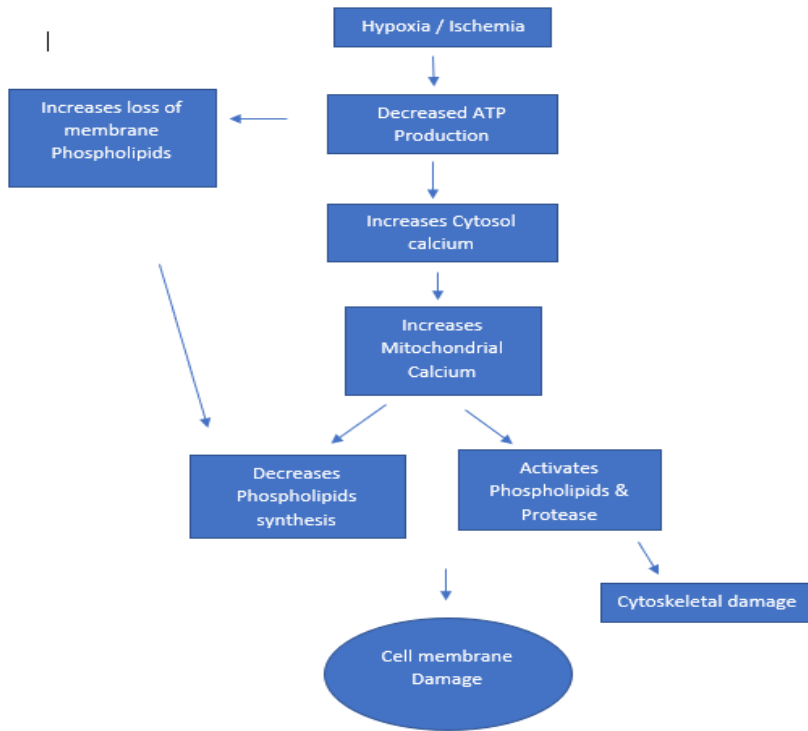 Hypoxia / Ischemia
Increases loss of
membrane
Phospholipids
Decreased ATP
Production
Increases Cytosol
calcium
Increases
Mitochondrial
Calcium
Decreases
Phospholipids
synthesis
Activates
Phospholipids &
Protease
Cytoskeletal damage
Cell membrane
Damage